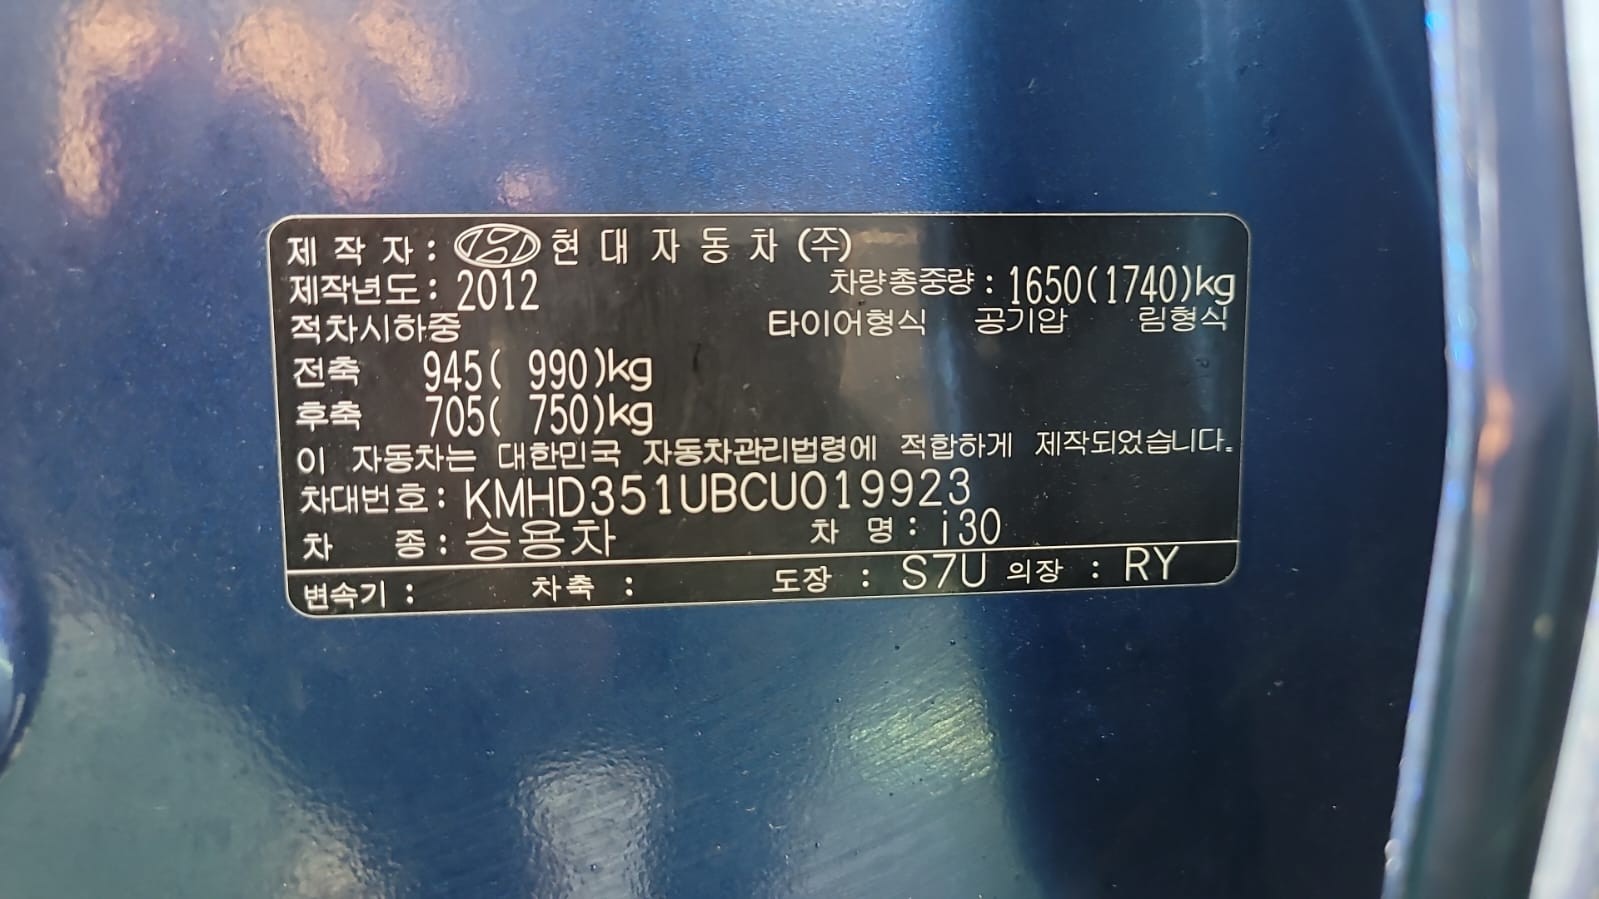 제 작 자 : 현 대 자 동 차 (주)
제작년도 : 2012 차량총중량 : 1650(1740)kg
적차시하중 타이어형식 공기압 림형식
전축 945( 990)kg
후축 705( 750)kg
이 자동차는 대한민국 자동차관리법령에 적합하게 제작되었습니다.
차대번호 : KMHD351UBCU019923
차 종 : 승용차 차 명 : i30
변속기 : 차축 : 도장 : S7U 의장 : RY